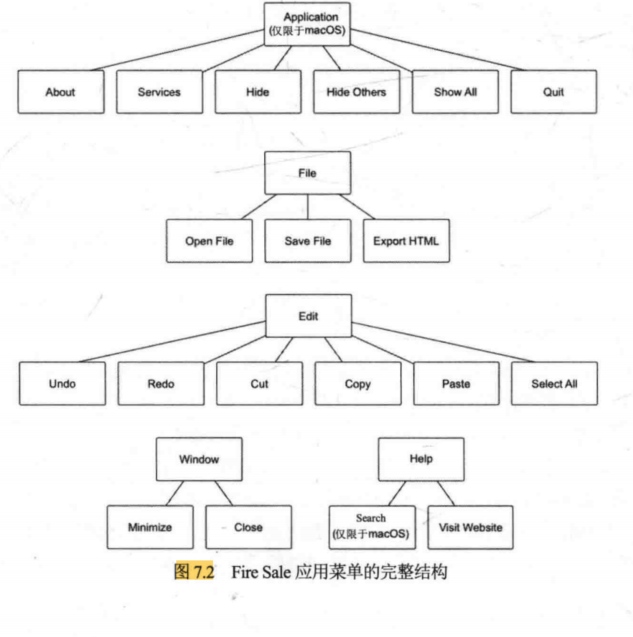 Application
(仅限于macOS)
About
Services
Hide
Hide Others
Show All
Quit
File
Open File
Save File
Export HTML
Edit
Undo
Redo
Cut
Copy
Paste
Select All
Window
Help
Minimize
Close
Search
(仅限于macOS)
Visit Website
图 7.2 Fire Sale 应用菜单的完整结构